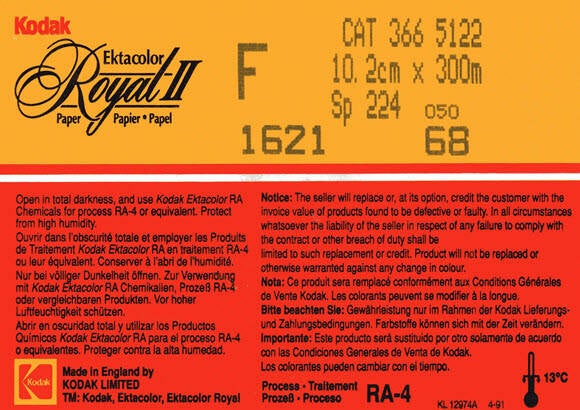 Kodak
Ektacolor
Royal II
Paper Papier • Papel
F
CAT 366 5122
10.2cm x 300m
Sp 224 050
1621 68
Open in total darkness, and use Kodak Ektacolor RA
Chemicals for process RA-4 or equivalent. Protect
from high humidity.
Ouvrir dans l'obscurité totale et employer les Produits
de Traitement Kodak Ektacolor RA en traitement RA-4
ou leur équivalent. Conserver à l'abri de l'humidité.
Nur bei völliger Dunkelheit öffnen. Zur Verwendung
mit Kodak Ektacolor RA Chemikalien, Prozeß RA-4
oder vergleichbaren Produkten. Vor hoher
Luftfeuchtigkeit schützen.
Abrir en oscuridad total y utilizar los Productos
Químicos Kodak Ektacolor RA para el proceso RA-4
o equivalentes. Proteger contra la alta humedad.
Kodak
Made in England by
KODAK LIMITED
TM: Kodak, Ektacolor, Ektacolor Royal
Notice: The seller will replace or, at its option, credit the customer with the
invoice value of products found to be defective or faulty. In all circumstances
whatsoever the liability of the seller in respect of any failure to comply with
the contract or other breach of duty shall be
limited to such replacement or credit. Product will not be replaced or
otherwise warranted against any change in colour.
Nota: Ce produit sera remplacé conformément aux Conditions Générales
de Vente Kodak. Les colorants peuvent se modifier à la longue.
Bitte beachten Sie: Gewährleistung nur im Rahmen der Kodak Lieferungs-
und Zahlungsbedingungen. Farbstoffe können sich mit der Zeit verändern.
Importante: Este producto será sustituido por otro solamente de acuerdo
con las Condiciones Generales de Venta de Kodak.
Los colorantes pueden cambiar con el tiempo.
Process • Traitement
Prozeß • Proceso
RA-4
13°C
KL 12974A 4-91